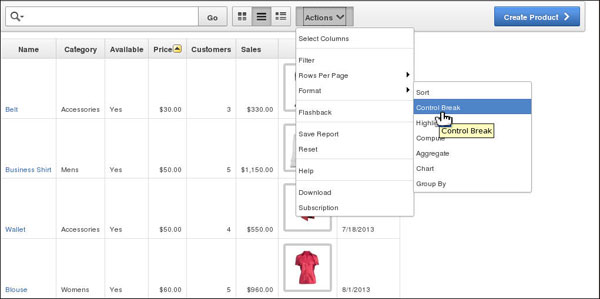 Go
Actions
Create Product
Name Category Available Price Customers Sales
Select Columns
Filter
Rows Per Page
Format
Flashback
Save Report
Reset
Help
Download
Subscription
Sort
Control Break
Control Break
Aggregate
Chart
Group By
Belt Accessories Yes $30.00 3 $330.00
Business Shirt Mens Yes $50.00 5 $1,150.00
Wallet Accessories Yes $50.00 4 $550.00 7/18/2013
Blouse Womens Yes $60.00 5 $960.00 8/1/2013